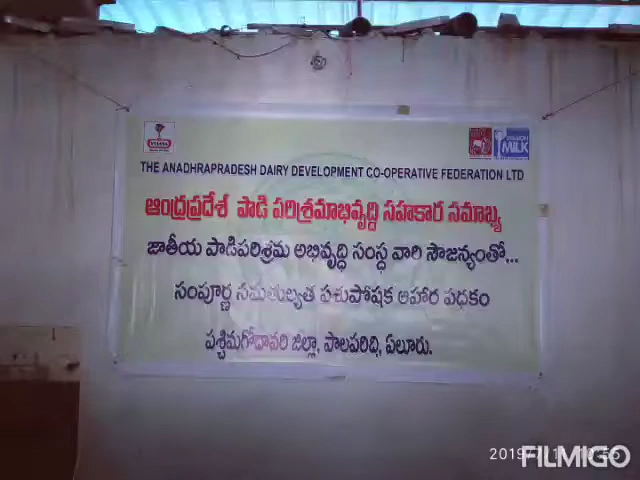 THE ANADHRAPRADESH DAIRY DEVELOPMENT CO-OPERATIVE FEDERATION LTD
ఆంధ్రప్రదేశ్ పాడి పరిశ్రమాభివృద్ధి సహకార సమాఖ్య
జాతీయ పాడిపరిశ్రమ అభివృద్ధి సంస్థ వారి సౌజన్యంతో...
సంపూర్ణ సమతుల్యత పశుపోషక ఆహార పధకం
పశ్చిమగోదావరి జిల్లా, పాలపరిధి, ఏలూరు.
MILK
FILMIGO